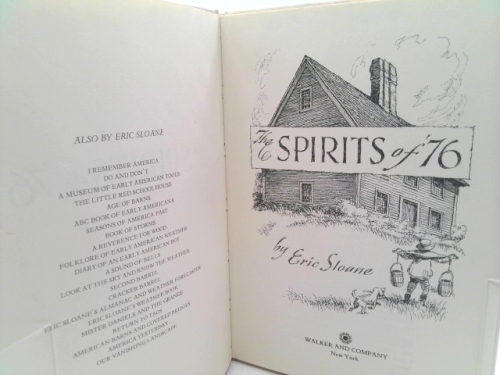 ALSO BY ERIC SLOANE
I REMEMBER AMERICA
DO AND DON'T
A MUSEUM OF EARLY AMERICAN TOOLS
THE LITTLE RED SCHOOLHOUSE
AGE OF BARNS
ABC BOOK OF EARLY AMERICANA
SEASONS OF AMERICA PAST
BOOK OF STORMS
A REVERENCE FOR WOOD
FOLKLORE OF EARLY AMERICAN WEATHER
DIARY OF AN EARLY AMERICAN BOY
A SOUND OF BELLS
LOOK AT THE SKY AND KNOW THE WEATHER
SECOND BARREL
CRACKER BARREL
ERIC SLOANE'S ALMANAC AND WEATHER FORECASTER
ERIC SLOANE'S WEATHER BOOK
MISTER DANIELS AND THE GRANGE
RETURN TO TAOS
AMERICAN BARNS AND COVERED BRIDGES
AMERICA YESTERDAY
OUR VANISHING LANDSCAPE
The SPIRITS of '76
by Eric Sloane
WALKER AND COMPANY
New York